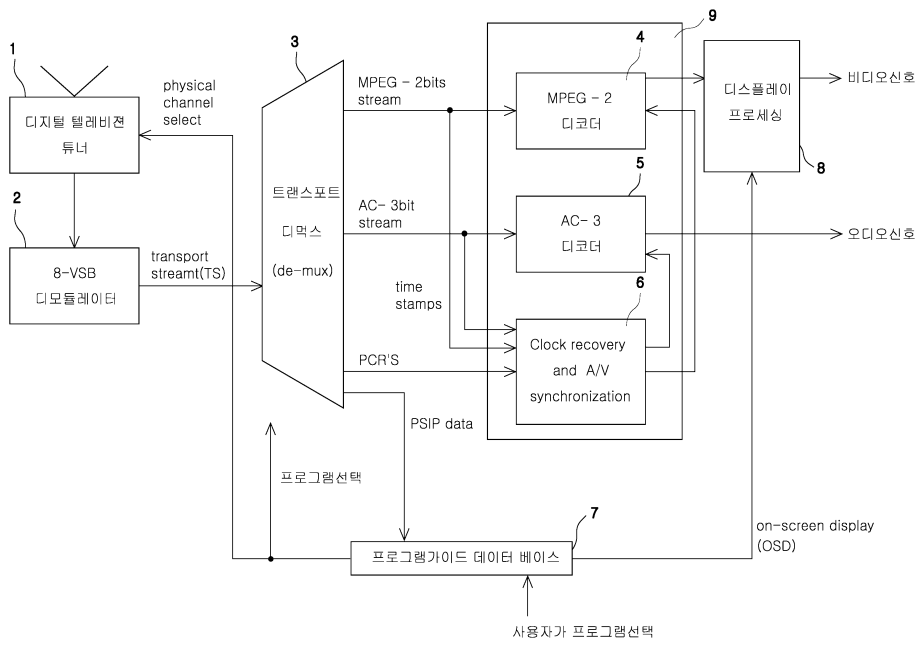 1
디지털 텔레비젼
튜너
physical
channel
select
2
8-VSB
디모듈레이터
transport
streamt(TS)
3
트랜스포트
디먹스
(de-mux)
MPEG - 2bits
stream
AC- 3bit
stream
time
stamps
PCR'S
PSIP data
9
4
MPEG - 2
디코더
5
AC- 3
디코더
6
Clock recovery
and A/V
synchronization
디스플레이
프로세싱
8
비디오신호
오디오신호
프로그램선택
7
프로그램가이드 데이터 베이스
on-screen display
(OSD)
사용자가 프로그램선택